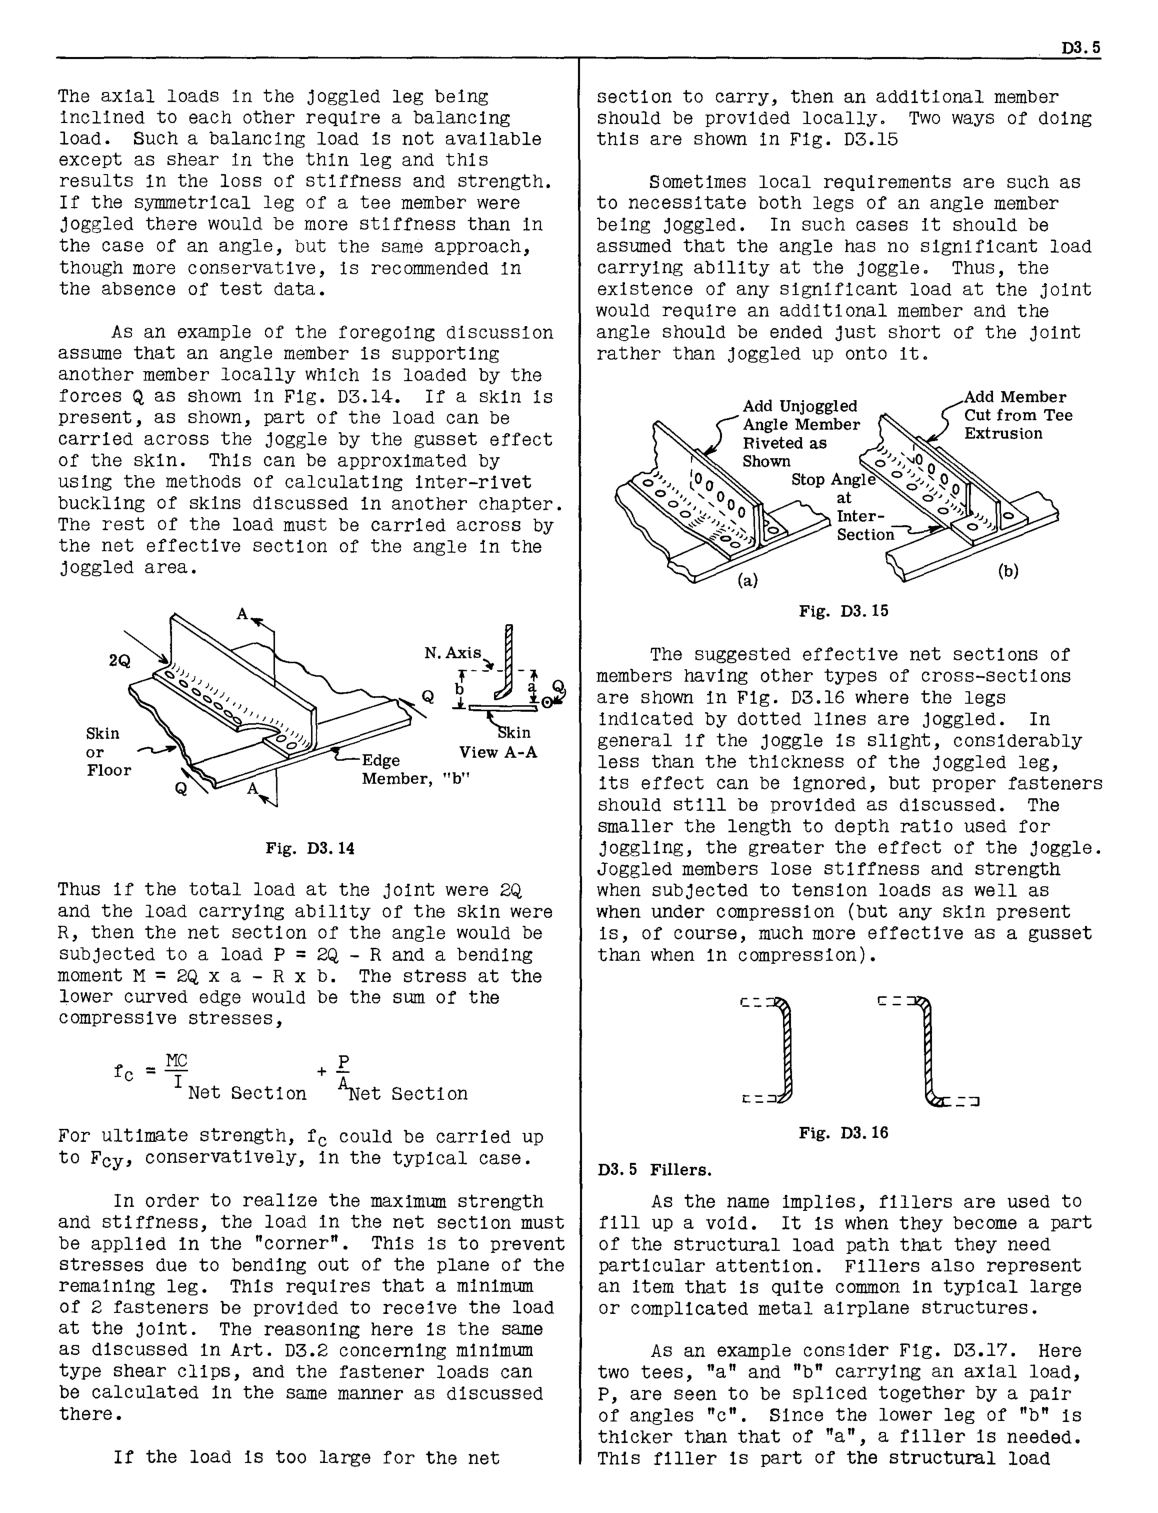 D3.5
The axial loads in the joggled leg being
inclined to each other require a balancing
load. Such a balancing load is not available
except as shear in the thin leg and this
results in the loss of stiffness and strength.
If the symmetrical leg of a tee member were
joggled there would be more stiffness than in
the case of an angle, but the same approach,
though more conservative, is recommended in
the absence of test data.
As an example of the foregoing discussion
assume that an angle member is supporting
another member locally which is loaded by the
forces Q as shown in Fig. D3.14. If a skin is
present, as shown, part of the load can be
carried across the joggle by the gusset effect
of the skin. This can be approximated by
using the methods of calculating inter-rivet
buckling of skins discussed in another chapter.
The rest of the load must be carried across by
the net effective section of the angle in the
joggled area.
A
2Q
N. Axis
b
a
Q
Q
Skin
or
Floor
Skin
View A-A
Edge
Member, "b"
Q
A
Fig. D3.14
Thus if the total load at the joint were 2Q
and the load carrying ability of the skin were
R, then the net section of the angle would be
subjected to a load P = 2Q - R and a bending
moment M = 2Q x a - R x b. The stress at the
lower curved edge would be the sum of the
compressive stresses,
fc = MC/I Net Section + P/A Net Section
For ultimate strength, fc could be carried up
to Fcy, conservatively, in the typical case.
In order to realize the maximum strength
and stiffness, the load in the net section must
be applied in the "corner". This is to prevent
stresses due to bending out of the plane of the
remaining leg. This requires that a minimum
of 2 fasteners be provided to receive the load
at the joint. The reasoning here is the same
as discussed in Art. D3.2 concerning minimum
type shear clips, and the fastener loads can
be calculated in the same manner as discussed
there.
If the load is too large for the net
section to carry, then an additional member
should be provided locally. Two ways of doing
this are shown in Fig. D3.15
Sometimes local requirements are such as
to necessitate both legs of an angle member
being joggled. In such cases it should be
assumed that the angle has no significant load
carrying ability at the joggle. Thus, the
existence of any significant load at the joint
would require an additional member and the
angle should be ended just short of the joint
rather than joggled up onto it.
Add Unjoggled
Angle Member
Riveted as
Shown
Add Member
Cut from Tee
Extrusion
Stop Angle
at
Inter-
Section
(a)
(b)
Fig. D3.15
The suggested effective net sections of
members having other types of cross-sections
are shown in Fig. D3.16 where the legs
indicated by dotted lines are joggled. In
general if the joggle is slight, considerably
less than the thickness of the joggled leg,
its effect can be ignored, but proper fasteners
should still be provided as discussed. The
smaller the length to depth ratio used for
joggling, the greater the effect of the joggle.
Joggled members lose stiffness and strength
when subjected to tension loads as well as
when under compression (but any skin present
is, of course, much more effective as a gusset
than when in compression).
Fig. D3.16
D3.5 Fillers.
As the name implies, fillers are used to
fill up a void. It is when they become a part
of the structural load path that they need
particular attention. Fillers also represent
an item that is quite common in typical large
or complicated metal airplane structures.
As an example consider Fig. D3.17. Here
two tees, "a" and "b" carrying an axial load,
P, are seen to be spliced together by a pair
of angles "c". Since the lower leg of "b" is
thicker than that of "a", a filler is needed.
This filler is part of the structural load